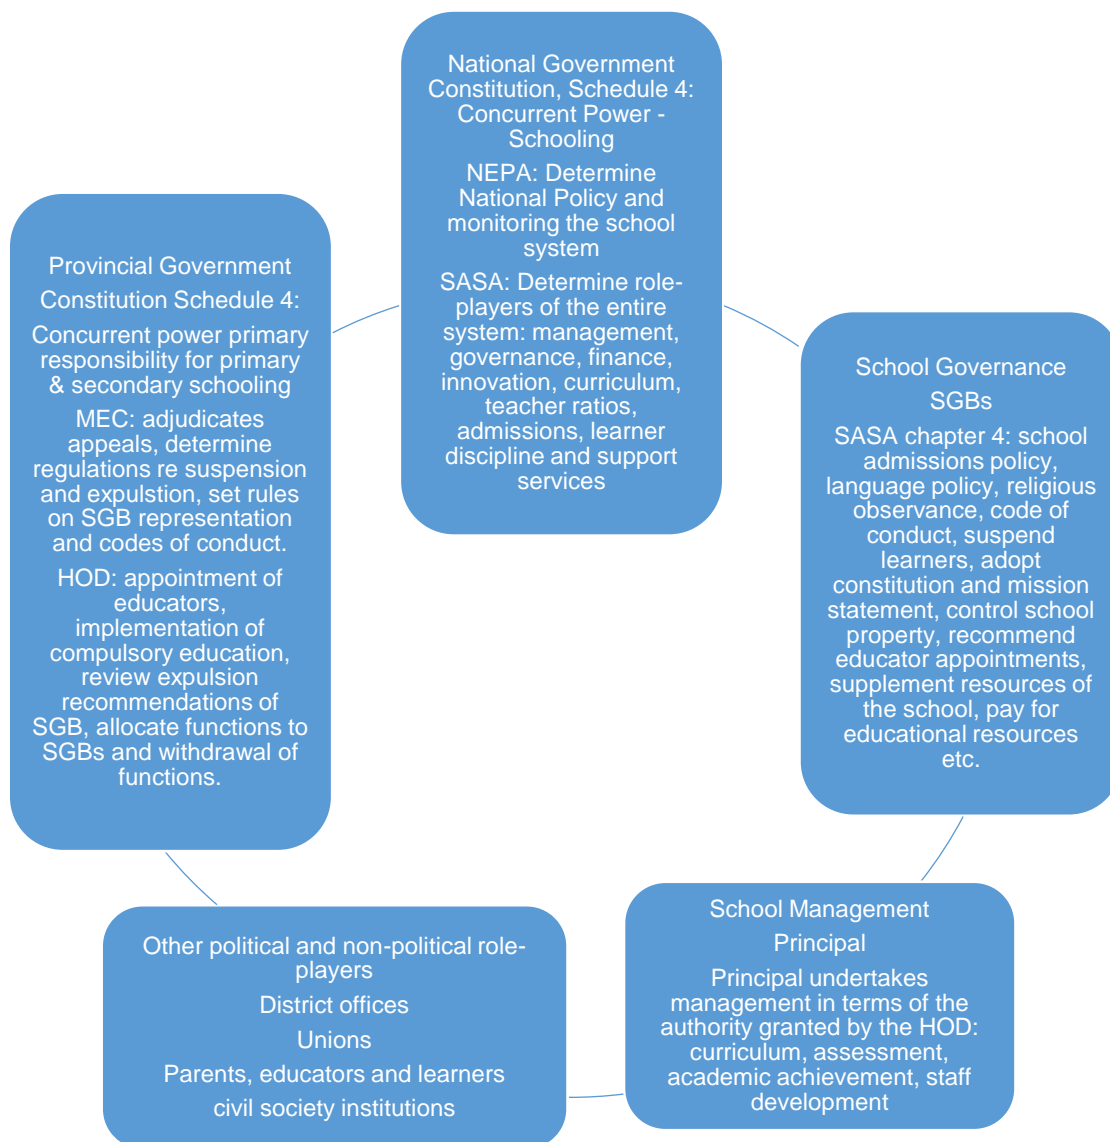 National Government
Constitution, Schedule 4:
Concurrent Power -
Schooling
NEPA: Determine
National Policy and
monitoring the school
system
SASA: Determine role-
players of the entire
system: management,
governance, finance,
innovation, curriculum,
teacher ratios,
admissions, learner
discipline and support
services
School Governance
SGBs
SASA chapter 4: school
admissions policy,
language policy, religious
observance, code of
conduct, suspend
learners, adopt
constitution and mission
statement, control school
property, recommend
educator appointments,
supplement resources of
the school, pay for
educational resources
etc.
School Management
Principal
Principal undertakes
management in terms of the
authority granted by the HOD:
curriculum, assessment,
academic achievement, staff
development
Other political and non-political role-
players
District offices
Unions
Parents, educators and learners
civil society institutions
Provincial Government
Constitution Schedule 4:
Concurrent power primary
responsibility for primary
& secondary schooling
MEC: adjudicates
appeals, determine
regulations re suspension
and expulstion, set rules
on SGB representation
and codes of conduct.
HOD: appointment of
educators,
implementation of
compulsory education,
review expulsion
recommendations of
SGB, allocate functions to
SGBs and withdrawal of
functions.